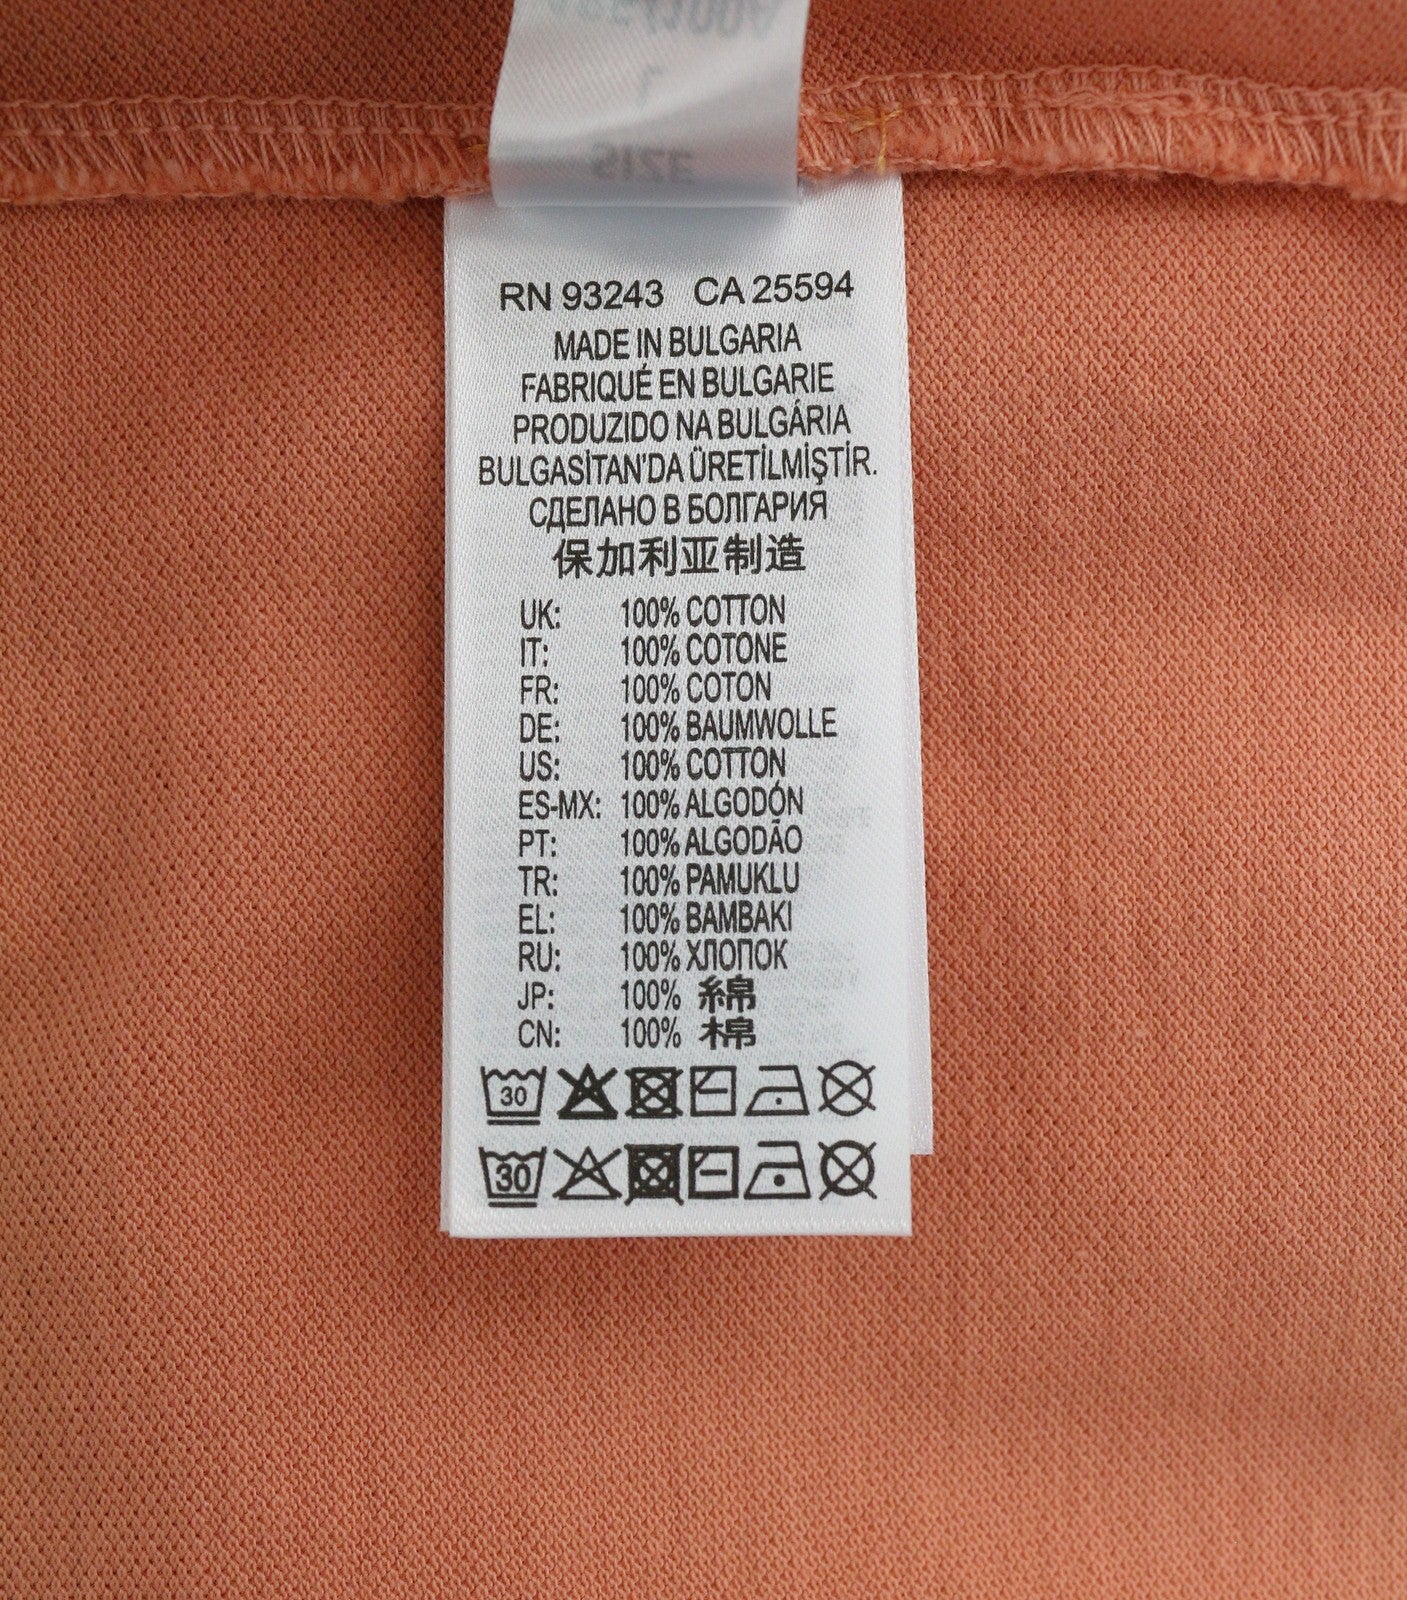 SIZE
RN 93243 CA 25594
MADE IN BULGARIA
FABRIQUÉ EN BULGARIE
PRODUZIDO NA BULGÁRIA
BULGASİTAN'DA ÜRETİLMİŞTİR.
СДЕЛАНО В БОЛГАРИЯ
保加利亚制造
UK: 100% COTTON
IT: 100% COTONE
FR: 100% COTON
DE: 100% BAUMWOLLE
US: 100% COTTON
ES-MX: 100% ALGODÓN
PT: 100% ALGODÃO
TR: 100% PAMUKLU
EL: 100% BAMBAKI
RU: 100% ХЛОПОК
JP: 100% 綿
CN: 100% 棉
30
30